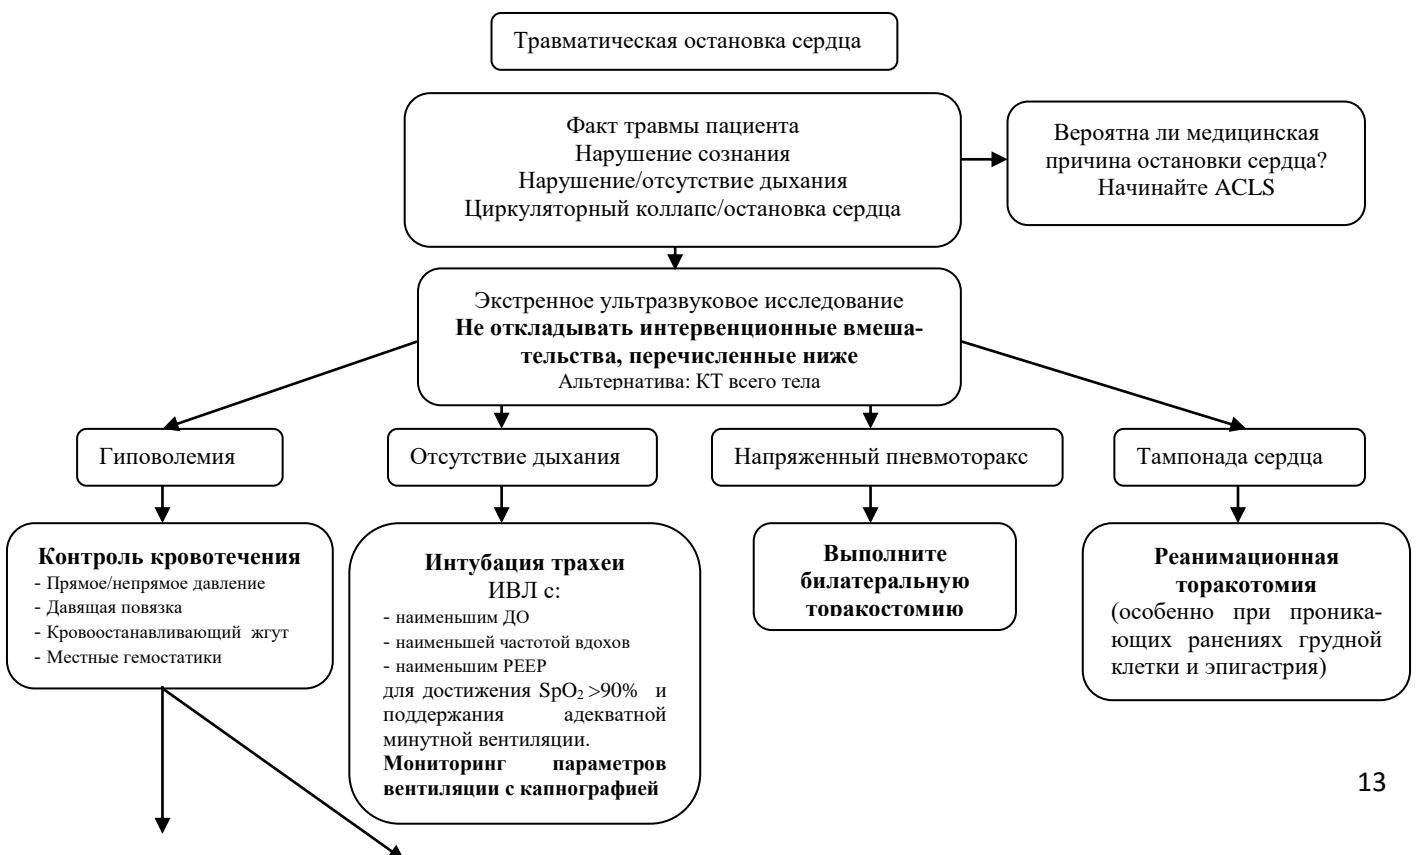 Травматическая остановка сердца
Факт травмы пациента
Нарушение сознания
Нарушение/отсутствие дыхания
Циркуляторный коллапс/остановка сердца
Вероятна ли медицинская
причина остановки сердца?
Начинайте ACLS
Экстренное ультразвуковое исследование
Не откладывать интервенционные вмеша-
тельства, перечисленные ниже
Альтернатива: КТ всего тела
Гиповолемия
Отсутствие дыхания
Напряженный пневмоторакс
Тампонада сердца
Контроль кровотечения
- Прямое/непрямое давление
- Давящая повязка
- Кровоостанавливающий жгут
- Местные гемостатики
Интубация трахеи
ИВЛ с:
- наименьшим ДО
- наименьшей частотой вдохов
- наименьшим PEEP
для достижения SpO₂ >90% и
поддержания адекватной
минутной вентиляции.
Мониторинг параметров
вентиляции с капнографией
Выполните
билатеральную
торакостомию
Реанимационная
торакотомия
(особенно при проника-
ющих ранениях грудной
клетки и эпигастрия)
13